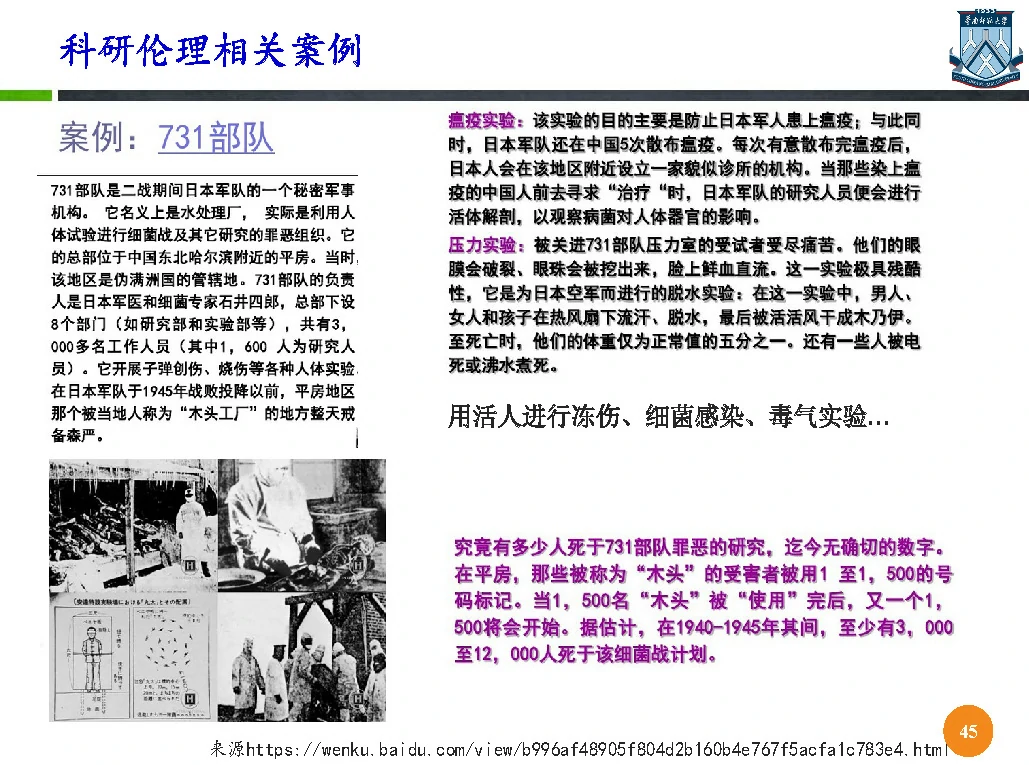 科研伦理相关案例
华南师范大学
案例：731部队
731部队是二战期间日本军队的一个秘密军事
机构。 它名义上是水处理厂， 实际是利用人
体试验进行细菌战及其它研究的罪恶组织。它
的总部位于中国东北哈尔滨附近的平房。当时，
该地区是伪满洲国的管辖地。731部队的负责
人是日本军医和细菌专家石井四郎，总部下设
8个部门（如研究部和实验部等），共有3，
000多名工作人员（其中1，600 人为研究人
员）。它开展子弹创伤、烧伤等各种人体实验.
在日本军队于1945年战败投降以前，平房地区
那个被当地人称为“木头工厂”的地方整天戒
备森严。
瘟疫实验：该实验的目的主要是防止日本军人患上瘟疫；与此同
时，日本军队还在中国5次散布瘟疫。每次有意散布完瘟疫后，
日本人会在该地区附近设立一家貌似诊所的机构。当那些染上瘟
疫的中国人前去寻求“治疗“时，日本军队的研究人员便会进行
活体解剖，以观察病菌对人体器官的影响。
压力实验：被关进731部队压力室的受试者受尽痛苦。他们的眼
膜会破裂、眼珠会被挖出来，脸上鲜血直流。这一实验极具残酷
性，它是为日本空军而进行的脱水实验：在这一实验中，男人、
女人和孩子在热风扇下流汗、脱水，最后被活活风干成木乃伊。
至死亡时，他们的体重仅为正常值的五分之一。还有一些人被电
死或沸水煮死。
用活人进行冻伤、细菌感染、毒气实验…
究竟有多少人死于731部队罪恶的研究，迄今无确切的数字。
在平房，那些被称为“木头”的受害者被用1 至1，500的号
码标记。当1，500名“木头”被“使用”完后，又一个1，
500将会开始。据估计，在1940-1945年其间，至少有3，000
至12，000人死于该细菌战计划。
来源https://wenku.baidu.com/view/b996af48905f804d2b160b4e767f5acfa1c783e4.html
45